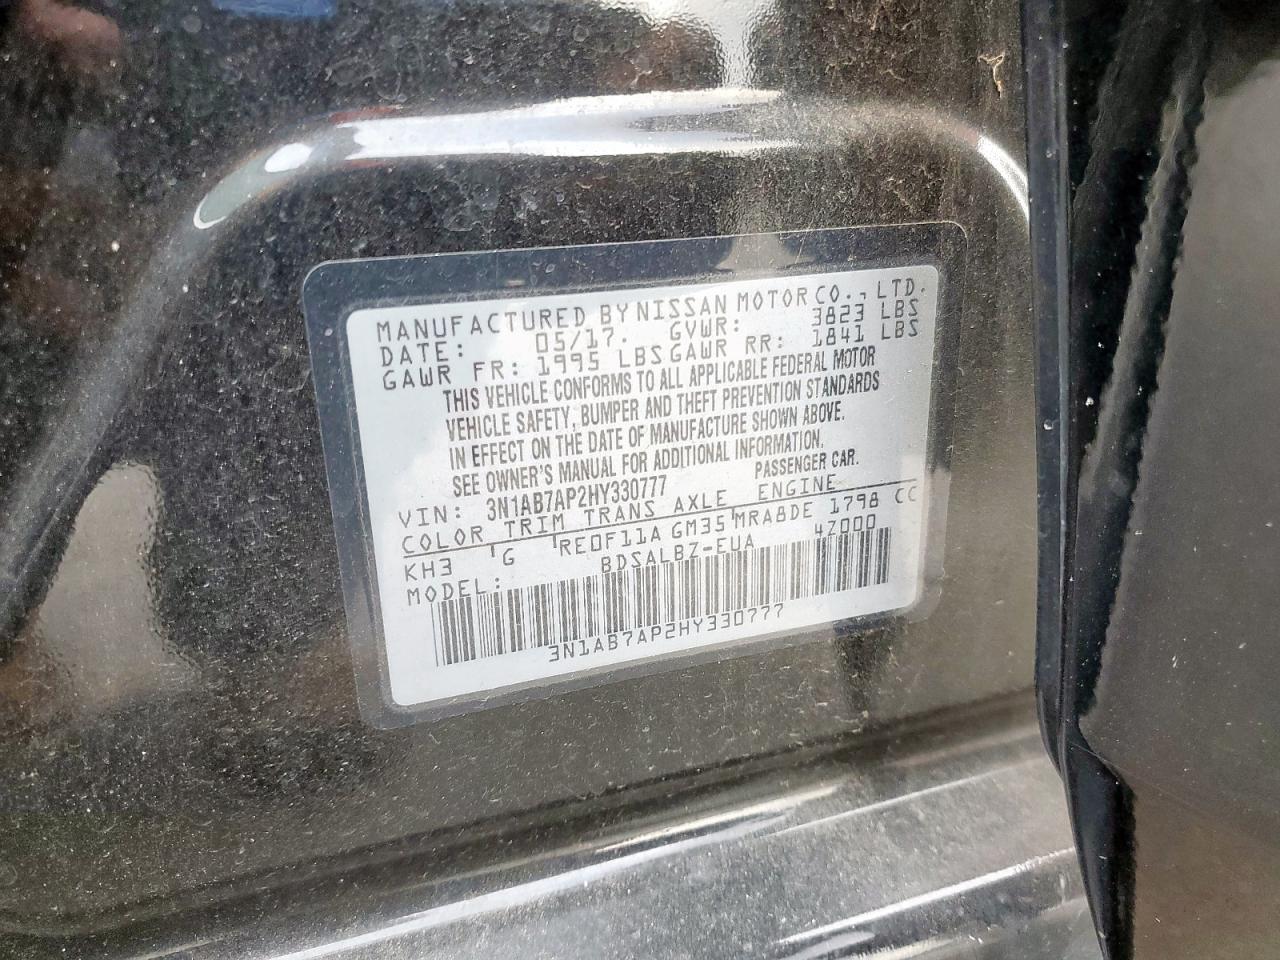 MANUFACTURED BY NISSAN MOTOR CO., LTD.
DATE: 05/17. GVWR: 3823 LBS
GAWR FR: 1995 LBS GAWR RR: 1841 LBS
THIS VEHICLE CONFORMS TO ALL APPLICABLE FEDERAL MOTOR
VEHICLE SAFETY, BUMPER AND THEFT PREVENTION STANDARDS
IN EFFECT ON THE DATE OF MANUFACTURE SHOWN ABOVE.
SEE OWNER'S MANUAL FOR ADDITIONAL INFORMATION.
VIN: 3N1AB7AP2HY330777 PASSENGER CAR.
COLOR TRIM TRANS AXLE ENGINE
KH3 G RE0F11A GM35 MRA8DE 1798 CC
MODEL: BDSALBZ-EUA 4Z000
3N1AB7AP2HY330777